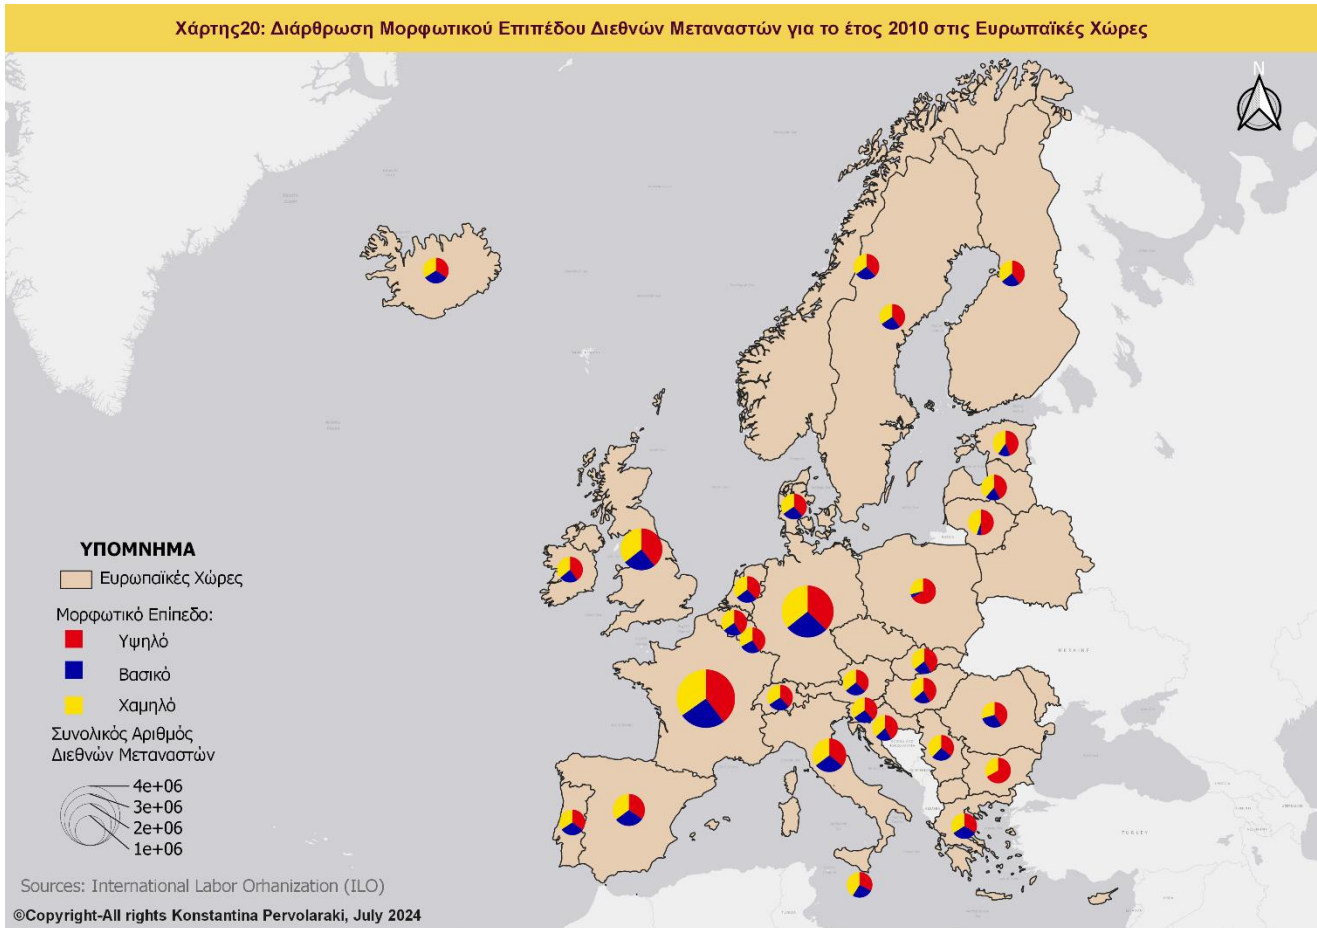 Χάρτης20: Διάρθρωση Μορφωτικού Επιπέδου Διεθνών Μεταναστών για το έτος 2010 στις Ευρωπαϊκές Χώρες
N
ΥΠΟΜΝΗΜΑ
Ευρωπαϊκές Χώρες
Μορφωτικό Επίπεδο:
Υψηλό
Βασικό
Χαμηλό
Συνολικός Αριθμός
Διεθνών Μεταναστών
4e+06
3e+06
2e+06
1e+06
UKRAINE
TURKEY
Sources: International Labor Orhanization (ILO)
©Copyright-All rights Konstantina Pervolaraki, July 2024